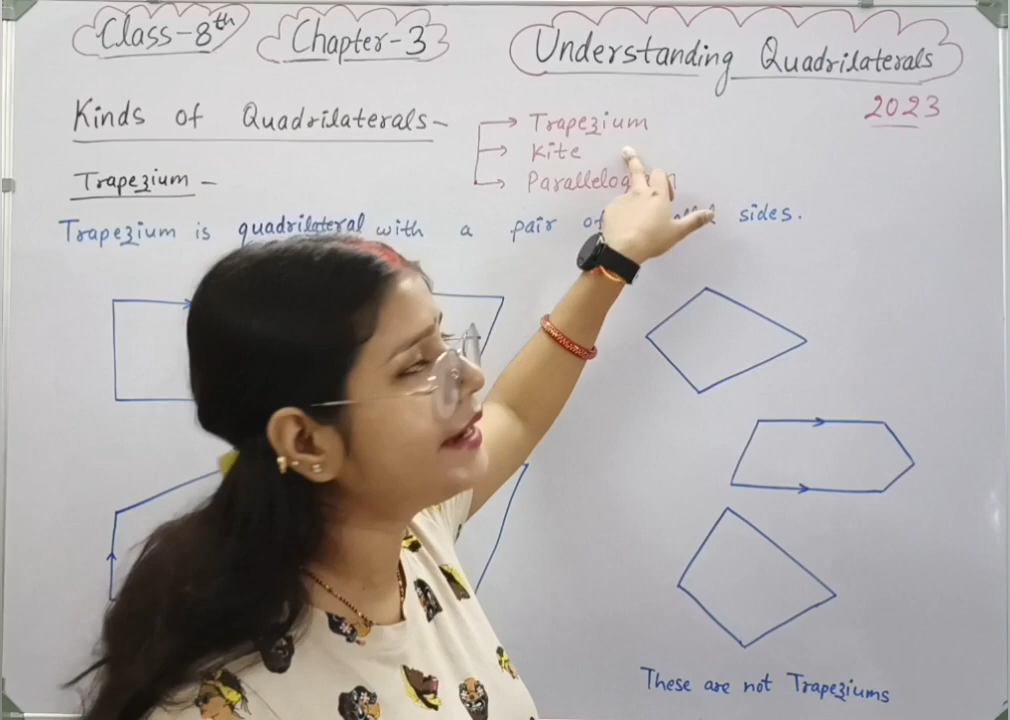 Class-8th Chapter-3 Understanding Quadrilaterals
2023
Kinds of Quadrilaterals-
→ Trapezium
→ Kite
→
Trapezium -
Trapezium is quadrilateral with a pair of sides.
These are not Trapeziums